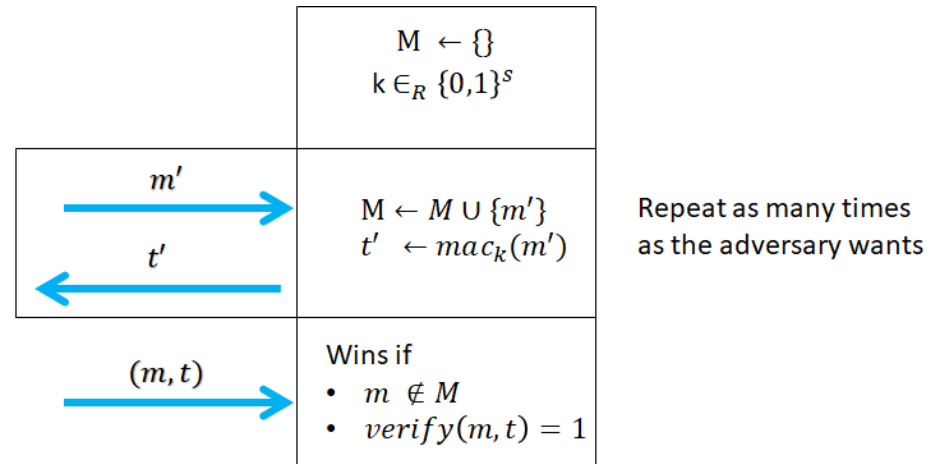 M ← {}
k ∈_R {0,1}^s
m′
t′
M ← M ∪ {m′}
t′ ← mac_k(m′)
Repeat as many times
as the adversary wants
(m, t)
Wins if
• m ∉ M
• verify(m, t) = 1